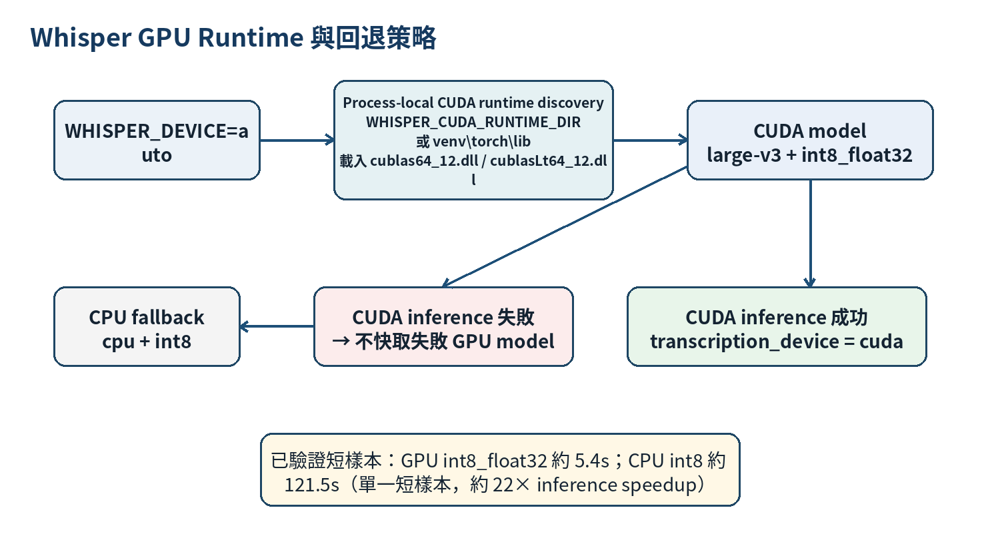 Whisper GPU Runtime 與回退策略
WHISPER_DEVICE=a
uto
Process-local CUDA runtime discovery
WHISPER_CUDA_RUNTIME_DIR
或 venv\torch\lib
載入 cublas64_12.dll / cublasLt64_12.dl
l
CUDA model
large-v3 + int8_float32
CPU fallback
cpu + int8
CUDA inference 失敗
→ 不快取失敗 GPU model
CUDA inference 成功
transcription_device = cuda
已驗證短樣本：GPU int8_float32 約 5.4s；CPU int8 約
121.5s（單一短樣本，約 22× inference speedup）